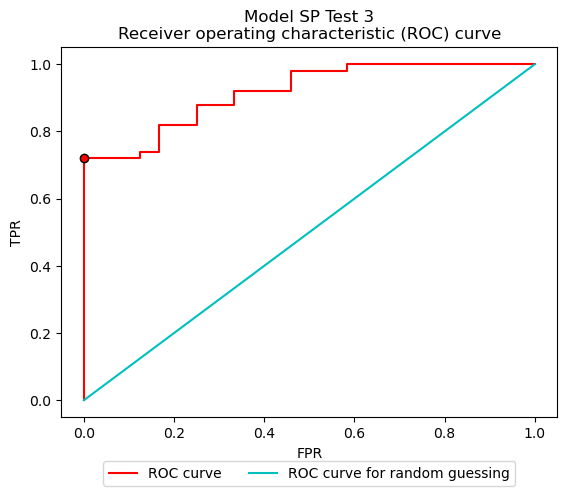 Model SP Test 3
Receiver operating characteristic (ROC) curve
1.0
0.8
0.6
0.4
0.2
0.0
TPR
0.0 0.2 0.4 0.6 0.8 1.0
FPR
ROC curve ROC curve for random guessing